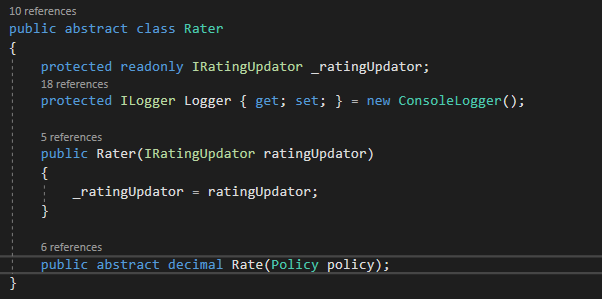 10 references
public abstract class Rater
{
protected readonly IRatingUpdator _ratingUpdator;
18 references
protected ILogger Logger { get; set; } = new ConsoleLogger();
5 references
public Rater(IRatingUpdator ratingUpdator)
{
_ratingUpdator = ratingUpdator;
}
6 references
public abstract decimal Rate(Policy policy);
}